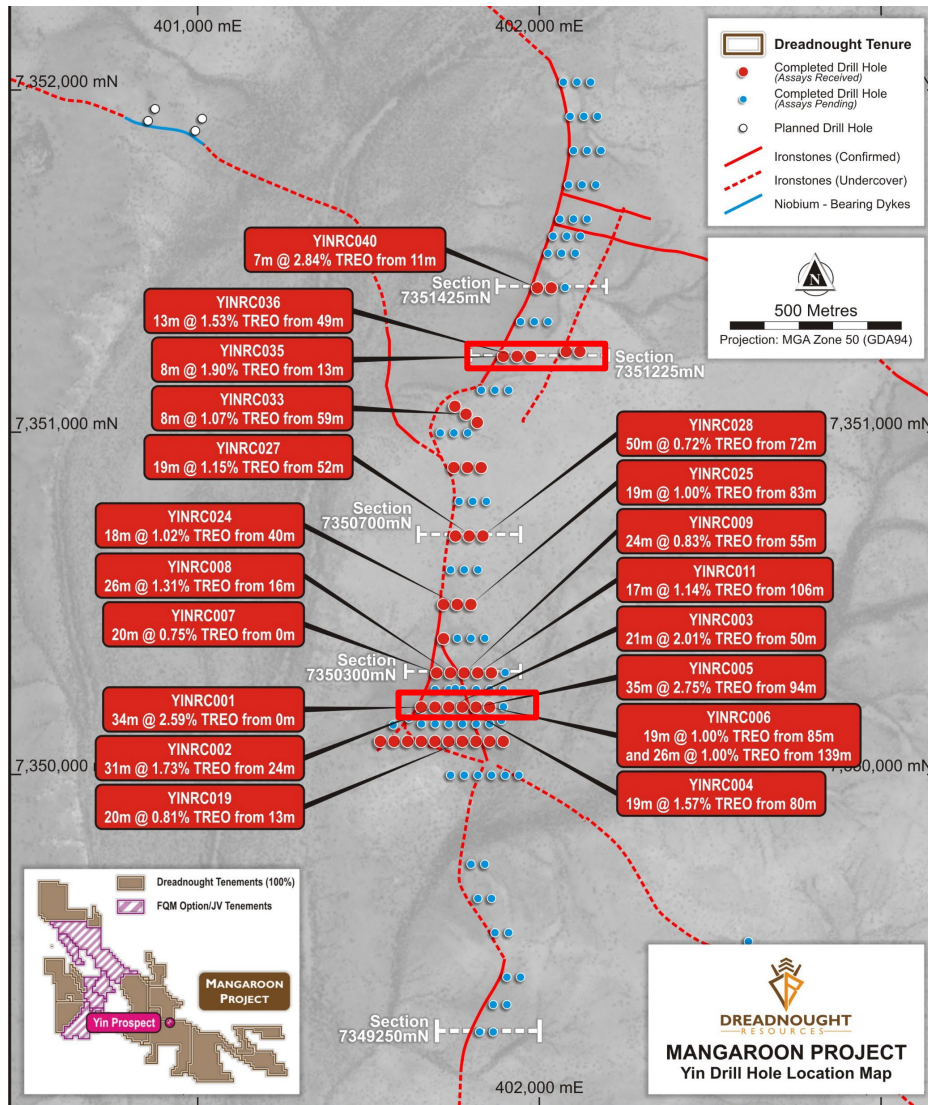 401,000 mE
402,000 mE
7,352,000 mN
Dreadnought Tenure
Completed Drill Hole
(Assays Received)
Completed Drill Hole
(Assays Pending)
Planned Drill Hole
Ironstones (Confirmed)
Ironstones (Undercover)
Niobium - Bearing Dykes
N
500 Metres
Projection: MGA Zone 50 (GDA94)
YINRC040
7m @ 2.84% TREO from 11m
Section
7351425mN
YINRC036
13m @ 1.53% TREO from 49m
YINRC035
8m @ 1.90% TREO from 13m
Section
7351225mN
YINRC033
8m @ 1.07% TREO from 59m
7,351,000 mN
7,351,000 mN
YINRC027
19m @ 1.15% TREO from 52m
YINRC028
50m @ 0.72% TREO from 72m
YINRC025
19m @ 1.00% TREO from 83m
Section
7350700mN
YINRC024
18m @ 1.02% TREO from 40m
YINRC009
24m @ 0.83% TREO from 55m
YINRC008
26m @ 1.31% TREO from 16m
YINRC011
17m @ 1.14% TREO from 106m
YINRC007
20m @ 0.75% TREO from 0m
YINRC003
21m @ 2.01% TREO from 50m
Section
7350300mN
YINRC005
35m @ 2.75% TREO from 94m
YINRC001
34m @ 2.59% TREO from 0m
YINRC006
19m @ 1.00% TREO from 85m
and 26m @ 1.00% TREO from 139m
YINRC002
31m @ 1.73% TREO from 24m
7,350,000 mN
YINRC004
19m @ 1.57% TREO from 80m
YINRC019
20m @ 0.81% TREO from 13m
Dreadnought Tenements (100%)
FQM Option/JV Tenements
MANGAROON
PROJECT
Yin Prospect
Section
7349250mN
402,000 mE
DREADNOUGHT
RESOURCES
MANGAROON PROJECT
Yin Drill Hole Location Map